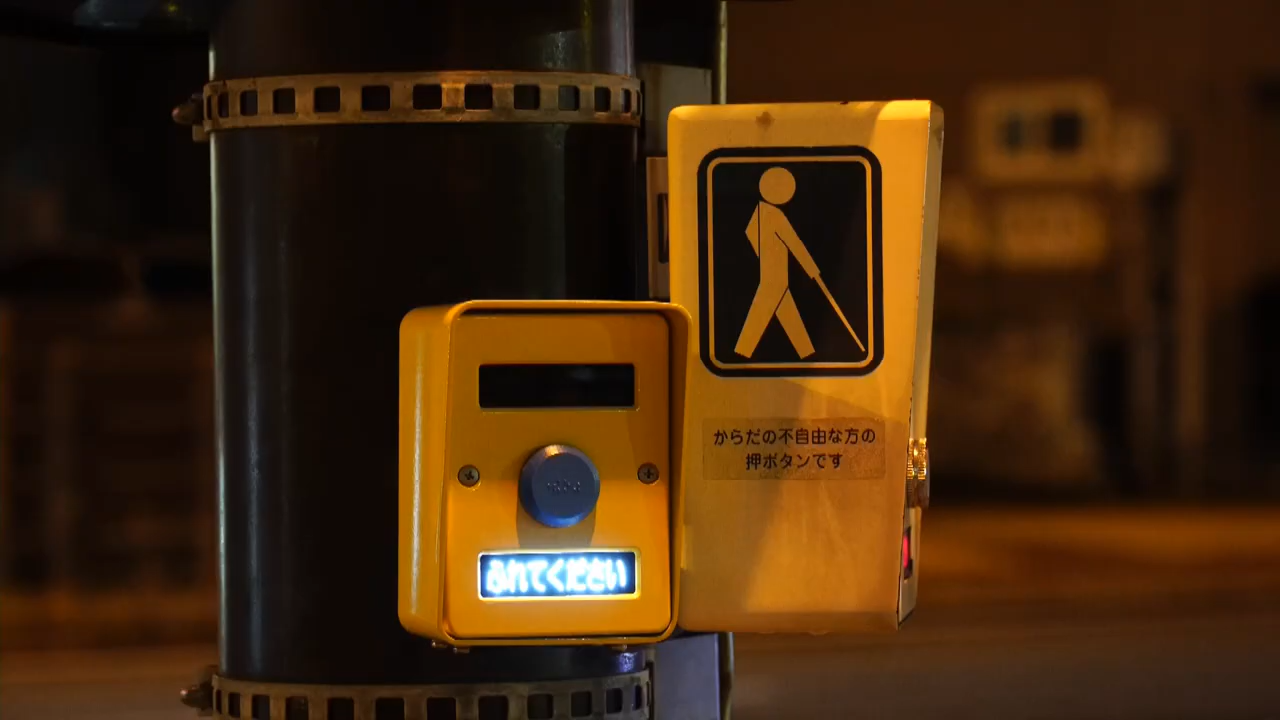 からだの不自由な方の
押ボタンです
ふれてください